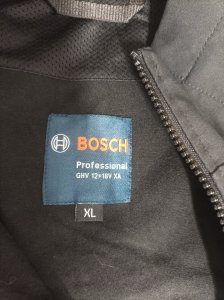 BOSCH
Professional
GHV 12+18V XA
XL